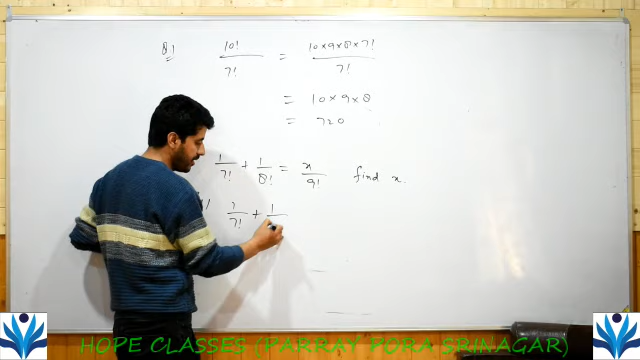 8! 10!/7! = 10×9×8×7!/7!
= 10×9×8
= 720
1/7! + 1/8! = x/9! find x.
1/7! + 1/
HOPE CLASSES (PARRAY PORA SRINAGAR)